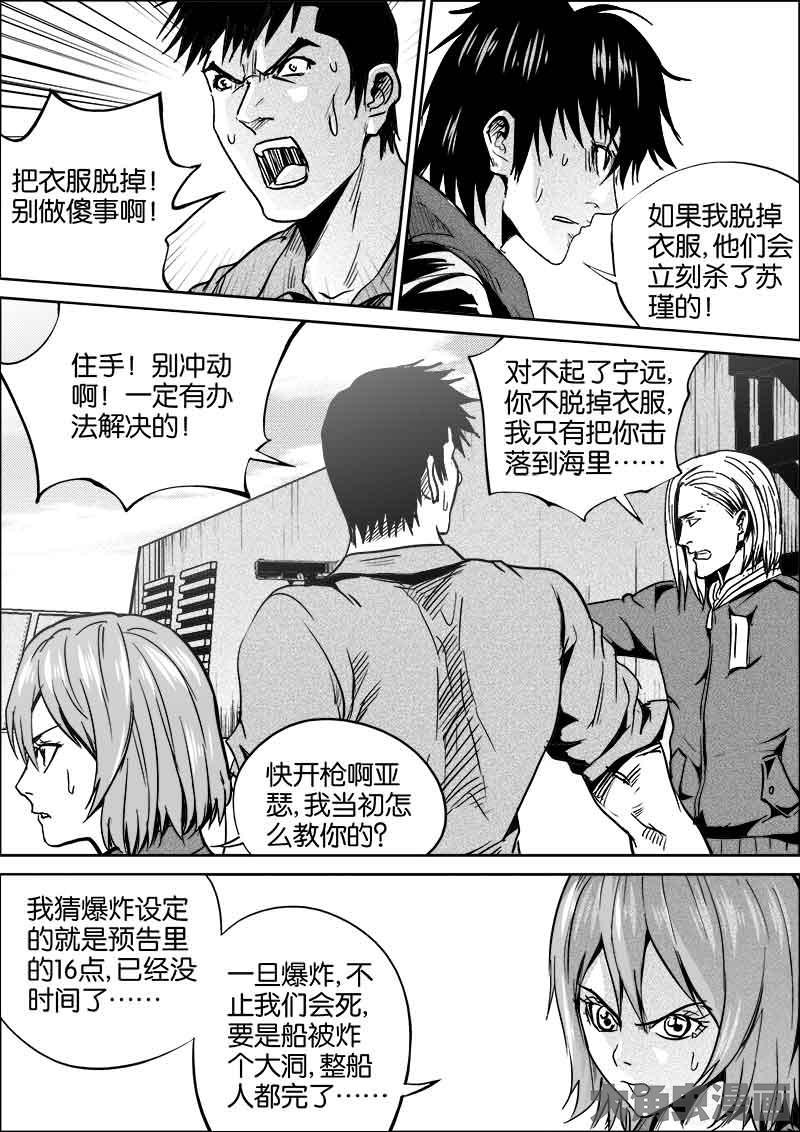 把衣服脱掉！
别做傻事啊！
如果我脱掉
衣服,他们会
立刻杀了苏
瑾的！
住手！别冲动
啊！一定有办
法解决的！
对不起了宁远,
你不脱掉衣服,
我只有把你击
落到海里……
快开枪啊亚
瑟,我当初怎
么教你的？
我猜爆炸设定
的就是预告里
的16点,已经没
时间了……
一旦爆炸,不
止我们会死,
要是船被炸
个大洞,整船
人都完了……
角虫漫画